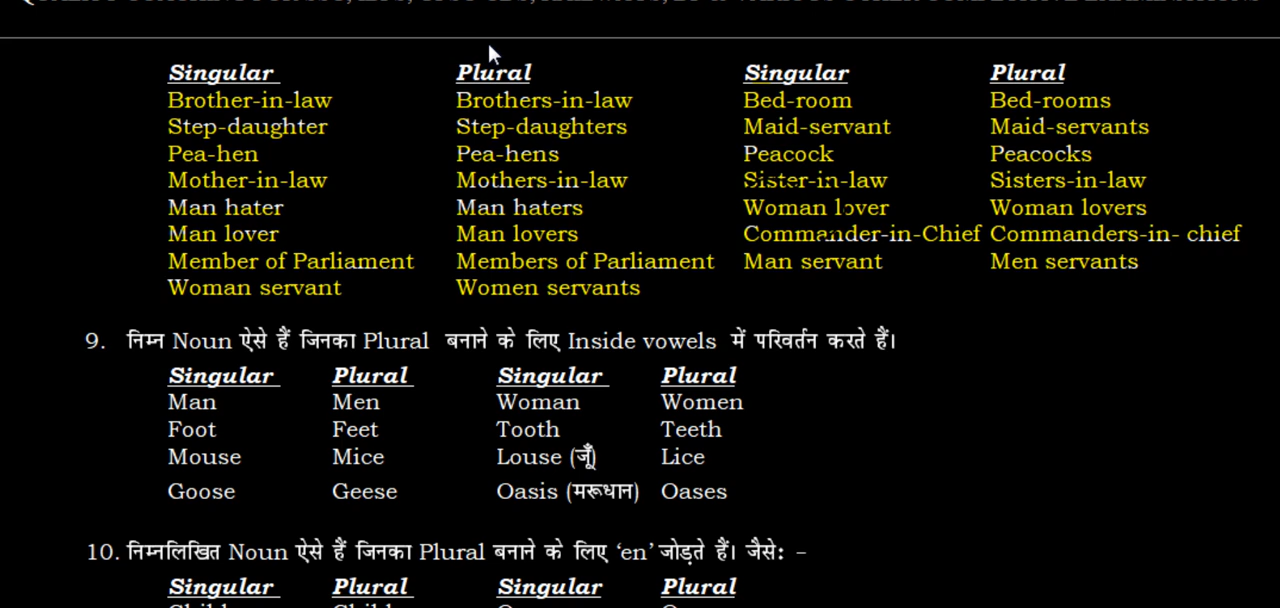 Singular Plural Singular Plural
Brother-in-law Brothers-in-law Bed-room Bed-rooms
Step-daughter Step-daughters Maid-servant Maid-servants
Pea-hen Pea-hens Peacock Peacocks
Mother-in-law Mothers-in-law Sister-in-law Sisters-in-law
Man hater Man haters Woman lover Woman lovers
Man lover Man lovers Commander-in-Chief Commanders-in- chief
Member of Parliament Members of Parliament Man servant Men servants
Woman servant Women servants
9. निम्न Noun ऐसे हैं जिनका Plural बनाने के लिए Inside vowels में परिवर्तन करते हैं।
Singular Plural Singular Plural
Man Men Woman Women
Foot Feet Tooth Teeth
Mouse Mice Louse (जूँ) Lice
Goose Geese Oasis (मरूधान) Oases
10. निम्नलिखित Noun ऐसे हैं जिनका Plural बनाने के लिए ‘en’ जोड़ते हैं। जैसे: –
Singular Plural Singular Plural